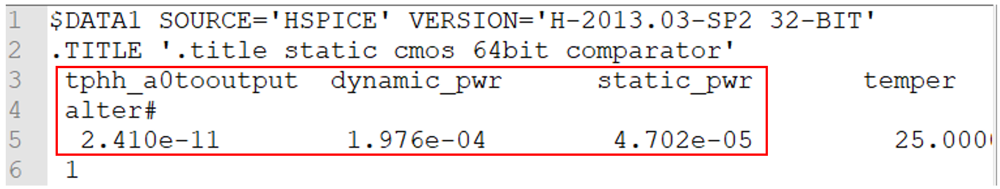 1 $DATA1 SOURCE='HSPICE' VERSION='H-2013.03-SP2 32-BIT'
2 .TITLE '.title static cmos 64bit comparator'
3 tphh_a0tooutput dynamic_pwr static_pwr temper
4 alter#
5 2.410e-11 1.976e-04 4.702e-05 25.000
6 1